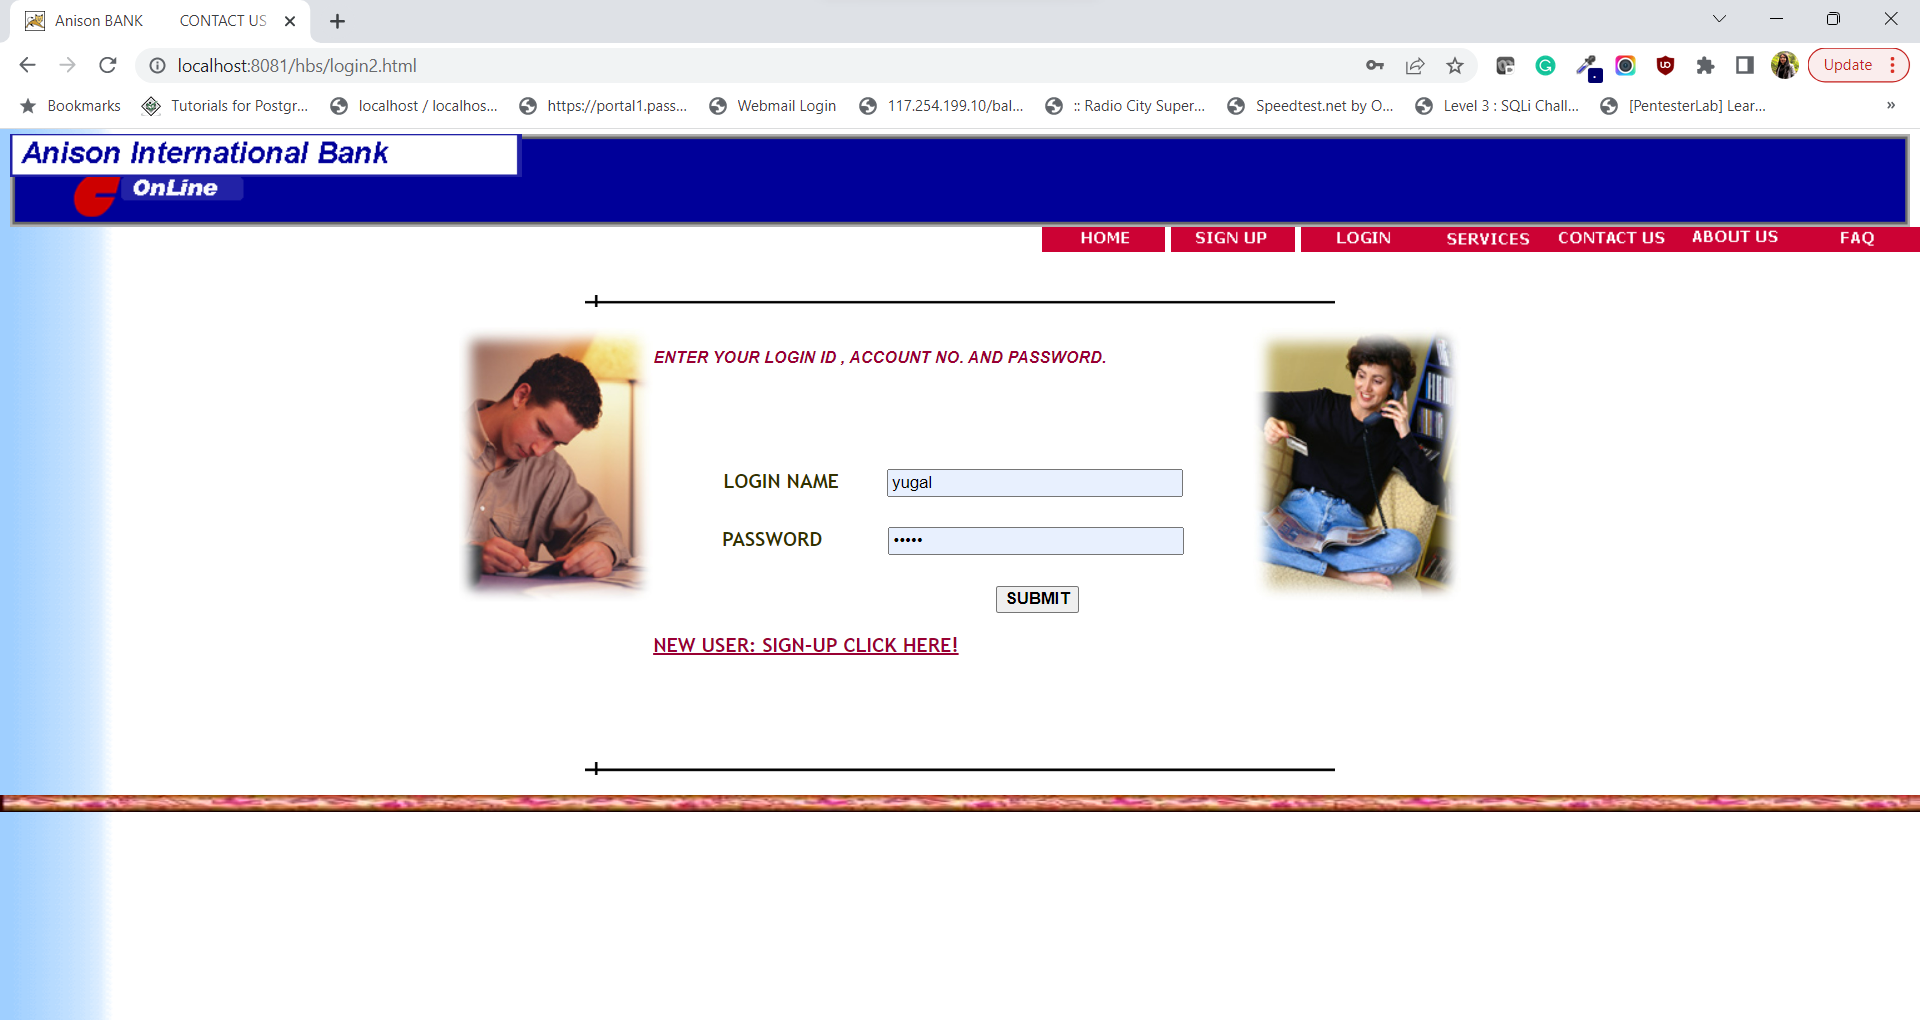 Anison BANK CONTACT US
localhost:8081/hbs/login2.html
Update
Bookmarks Tutorials for Postgr... localhost / localhos... https://portal1.pass... Webmail Login 117.254.199.10/bal... :: Radio City Super... Speedtest.net by O... Level 3 : SQLi Chall... [PentesterLab] Lear... »
Anison International Bank
OnLine
HOME SIGN UP LOGIN SERVICES CONTACT US ABOUT US FAQ
ENTER YOUR LOGIN ID , ACCOUNT NO. AND PASSWORD.
LOGIN NAME yugal
PASSWORD •••••
SUBMIT
NEW USER: SIGN-UP CLICK HERE!